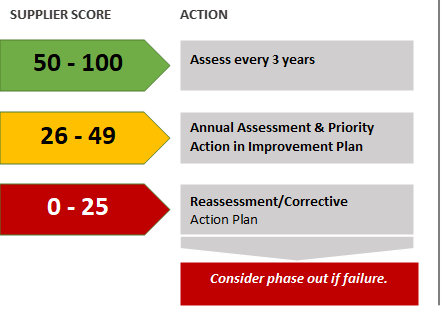 SUPPLIER SCORE ACTION
50 - 100 Assess every 3 years
26 - 49 Annual Assessment & Priority
Action in Improvement Plan
0 - 25 Reassessment/Corrective
Action Plan
Consider phase out if failure.